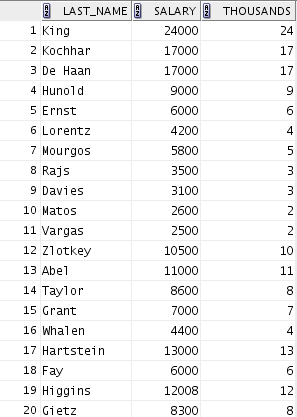 LAST_NAME SALARY THOUSANDS
1 King 24000 24
2 Kochhar 17000 17
3 De Haan 17000 17
4 Hunold 9000 9
5 Ernst 6000 6
6 Lorentz 4200 4
7 Mourgos 5800 5
8 Rajs 3500 3
9 Davies 3100 3
10 Matos 2600 2
11 Vargas 2500 2
12 Zlotkey 10500 10
13 Abel 11000 11
14 Taylor 8600 8
15 Grant 7000 7
16 Whalen 4400 4
17 Hartstein 13000 13
18 Fay 6000 6
19 Higgins 12008 12
20 Gietz 8300 8